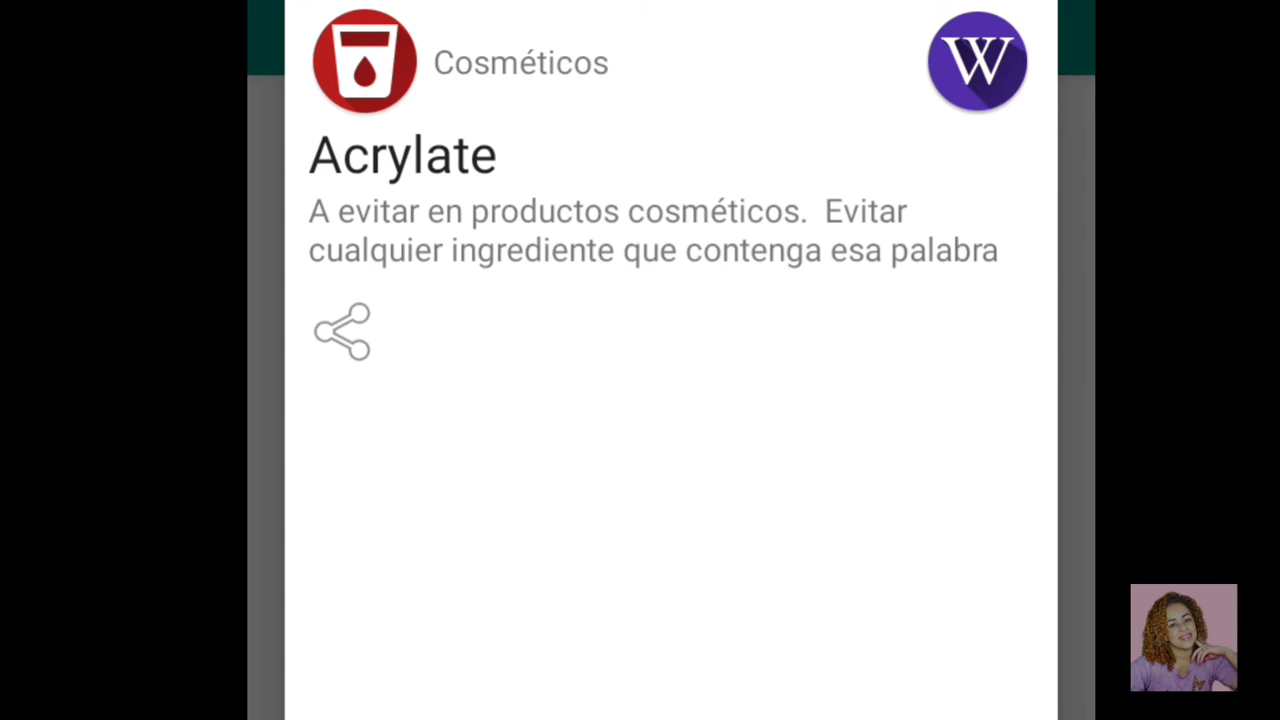 Cosméticos
W
Acrylate
A evitar en productos cosméticos.  Evitar
cualquier ingrediente que contenga esa palabra